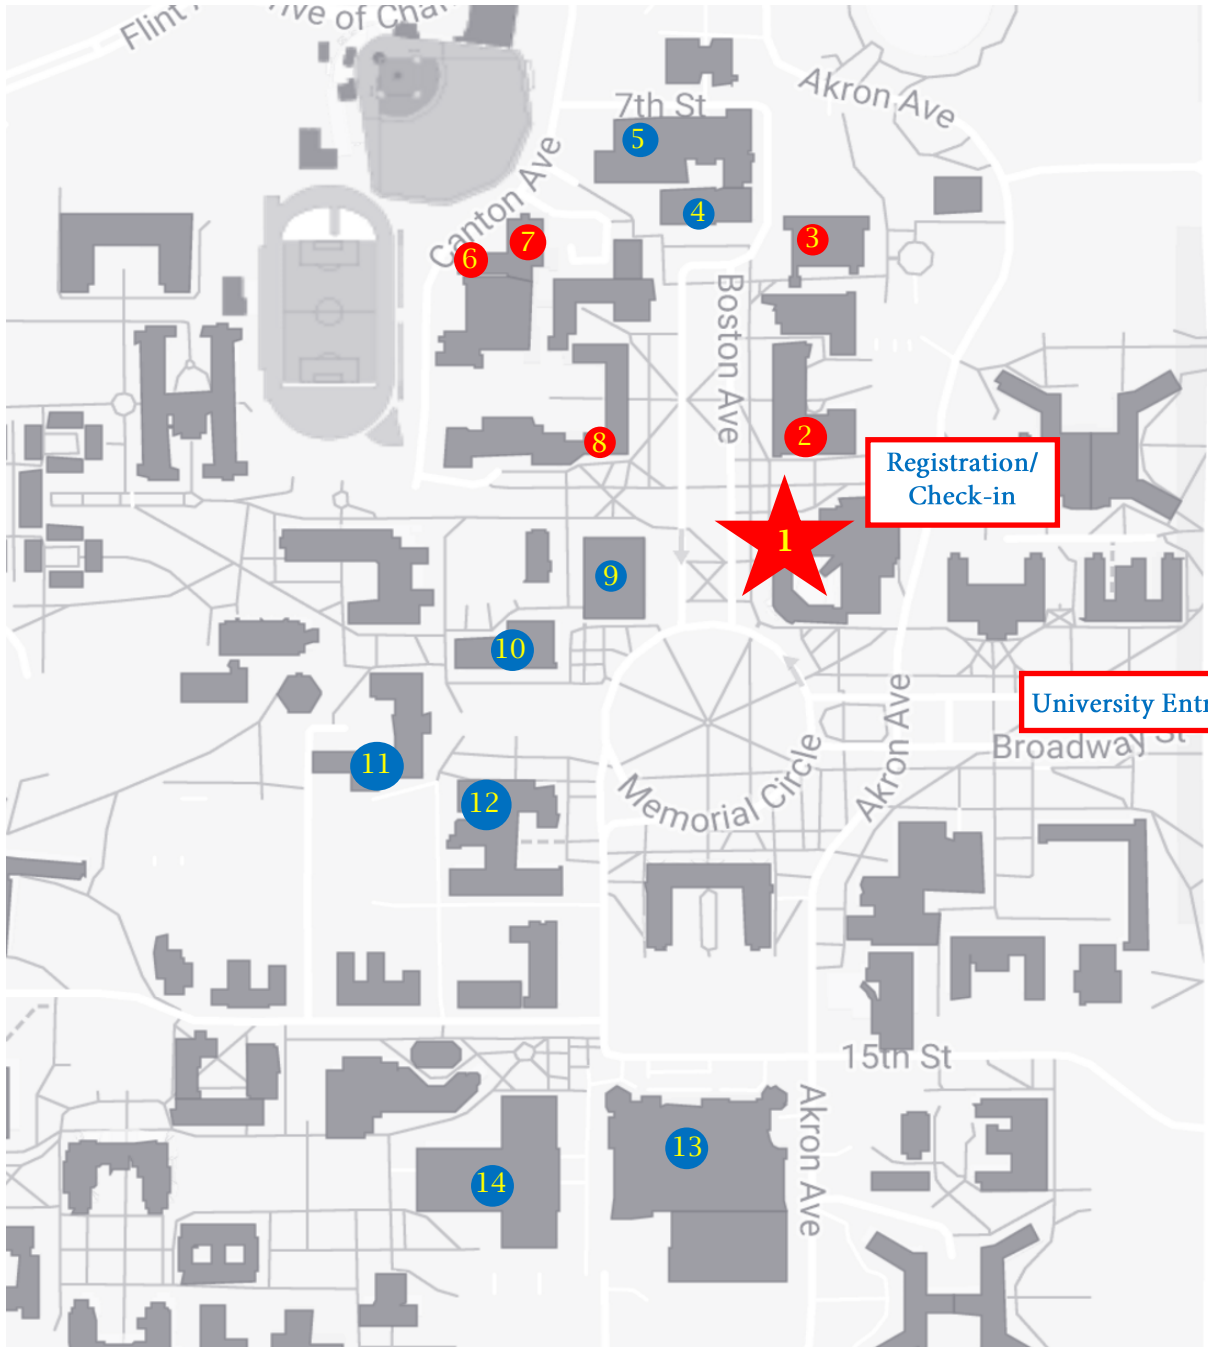 Flint
ive of Cha
7th St
Akron Ave
5
Canton Ave
4
7
3
6
Boston Ave
8
2
Registration/
Check-in
1
9
10
Akron Ave
University Entr
Broadway St
11
Memorial Circle
12
15th St
13
Akron Ave
14